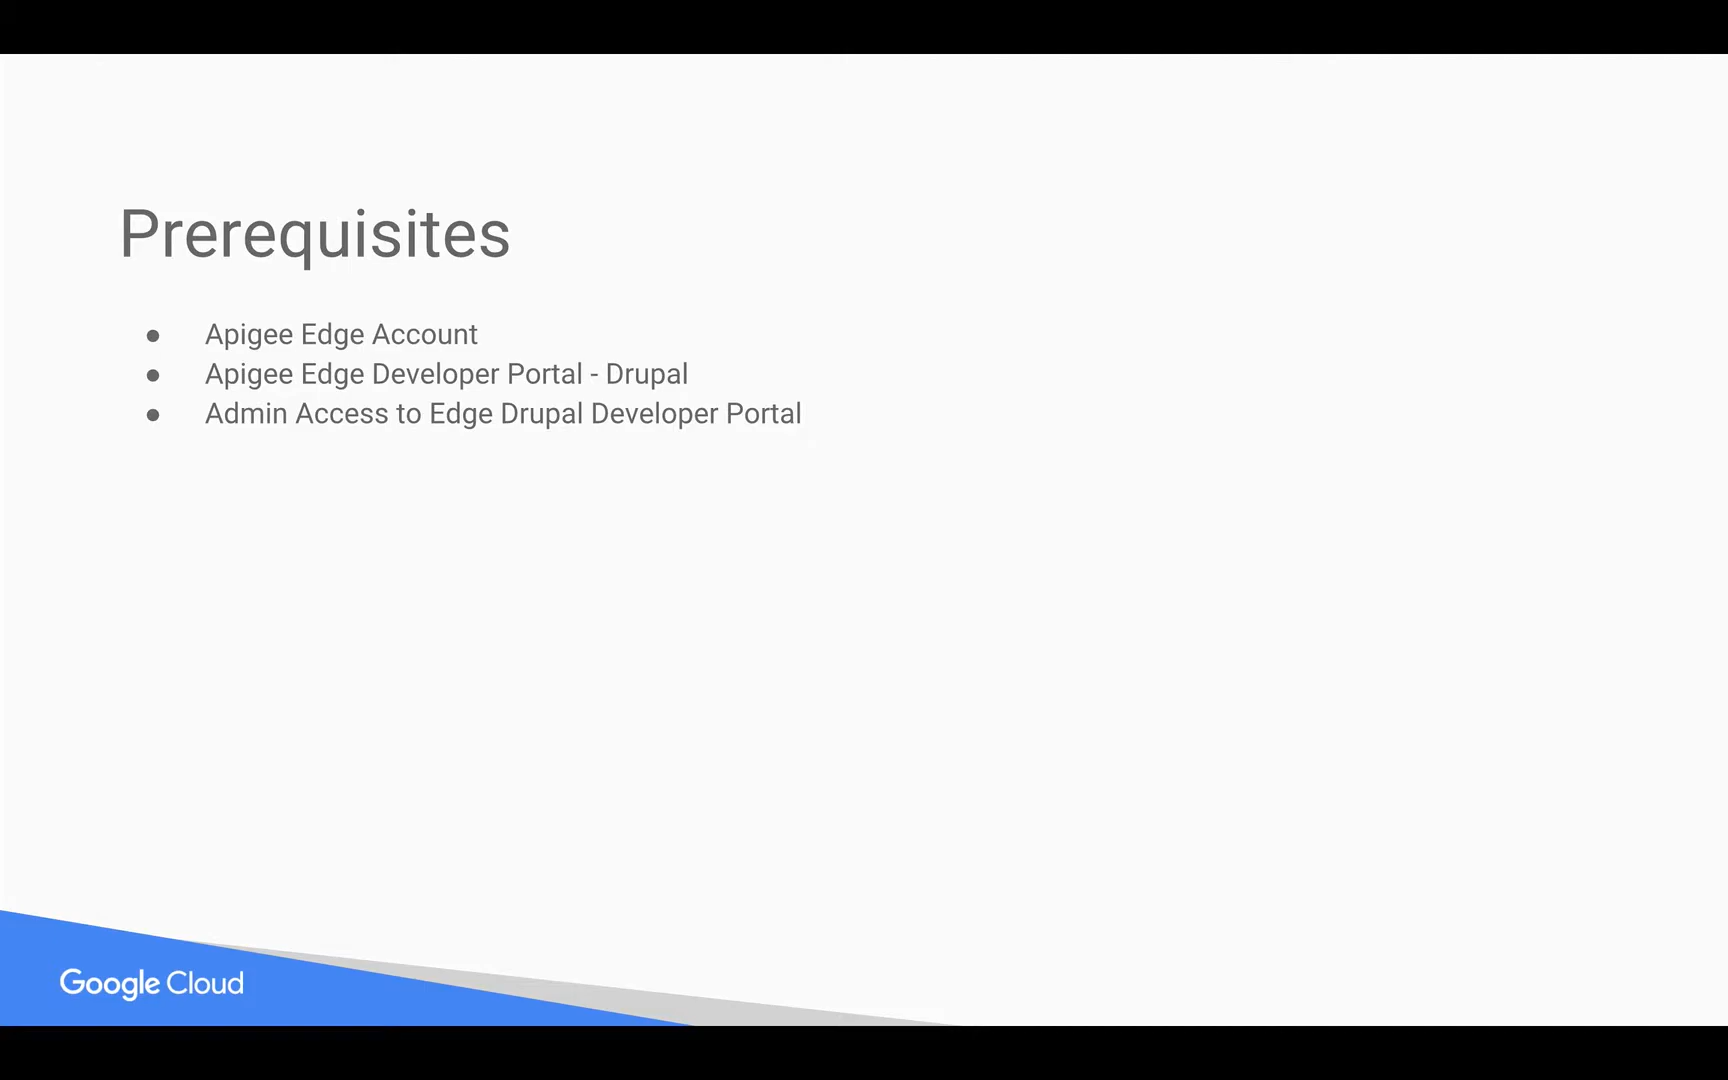 Prerequisites
● Apigee Edge Account
● Apigee Edge Developer Portal - Drupal
● Admin Access to Edge Drupal Developer Portal
Google Cloud